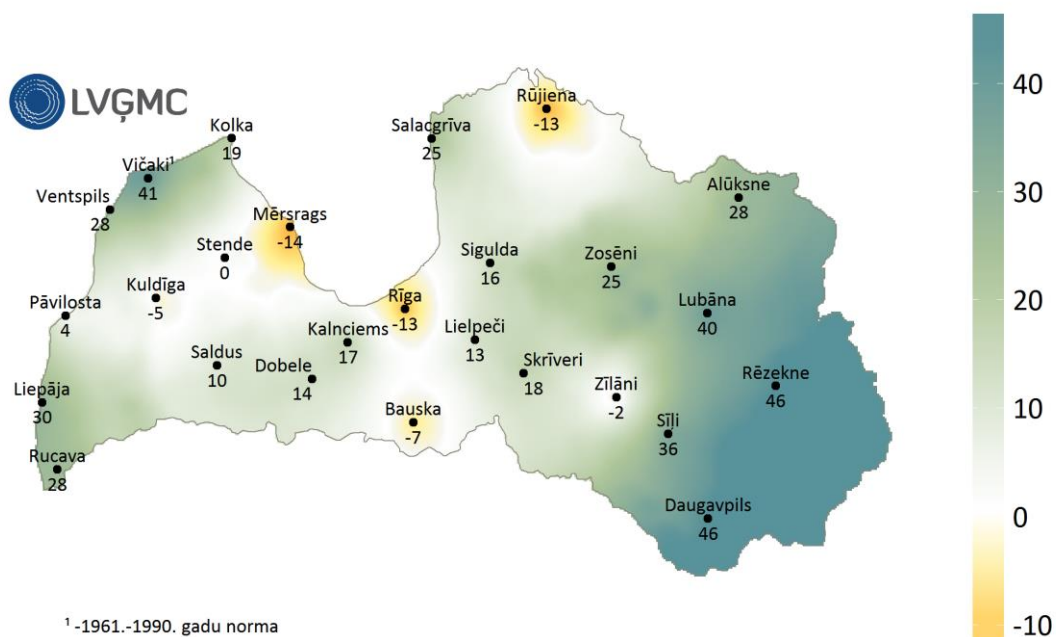 LVĢMC
Rūjiena
-13
Kolka
19
Salacgrīva
25
Vičaki¹
41
Ventspils
28
Alūksne
28
Mērsrags
-14
Stende
0
Sigulda
16
Zosēni
25
Kuldīga
-5
Rīga
-13
Lubāna
40
Pāvilosta
4
Kalnciems
17
Lielpeči
13
Saldus
10
Dobele
14
Skrīveri
18
Zīlāni
-2
Rēzekne
46
Liepāja
30
Bauska
-7
Sīļi
36
Rucava
28
Daugavpils
46
40
30
20
10
0
-10
¹ -1961.-1990. gadu norma